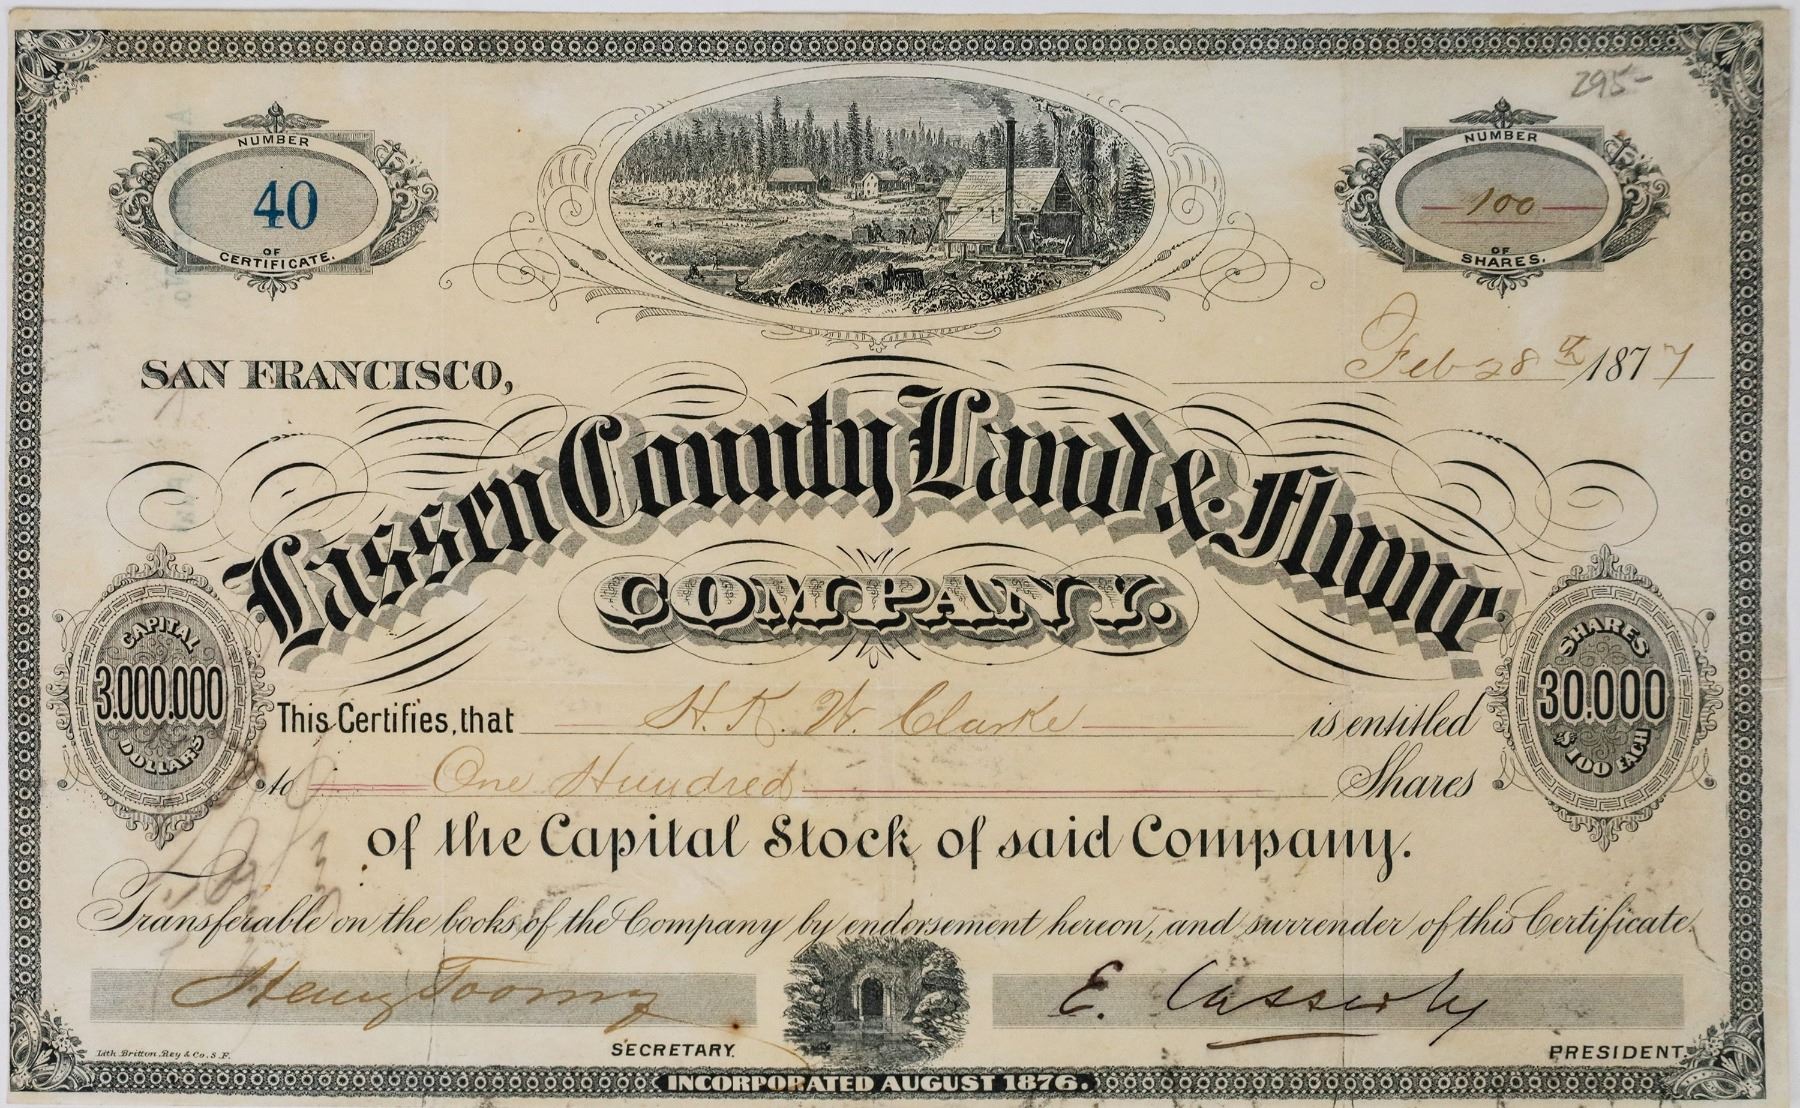 295-
NUMBER
40
OF
CERTIFICATE.
NUMBER
100
OF
SHARES.
SAN FRANCISCO,
Feb 28th 1877
Lassen County Land & Flume
COMPANY.
CAPITAL
3.000.000
DOLLARS
SHARES
30.000
$100 EACH
This Certifies, that H. K. W. Clarke is entitled
to One Hundred Shares
of the Capital Stock of said Company.
Transferable on the books of the Company by endorsement hereon, and surrender of this Certificate.
Henry Toomy
E. Casserly
SECRETARY.
PRESIDENT.
Lith. Britton, Rey & Co. S.F.
INCORPORATED AUGUST 1876.